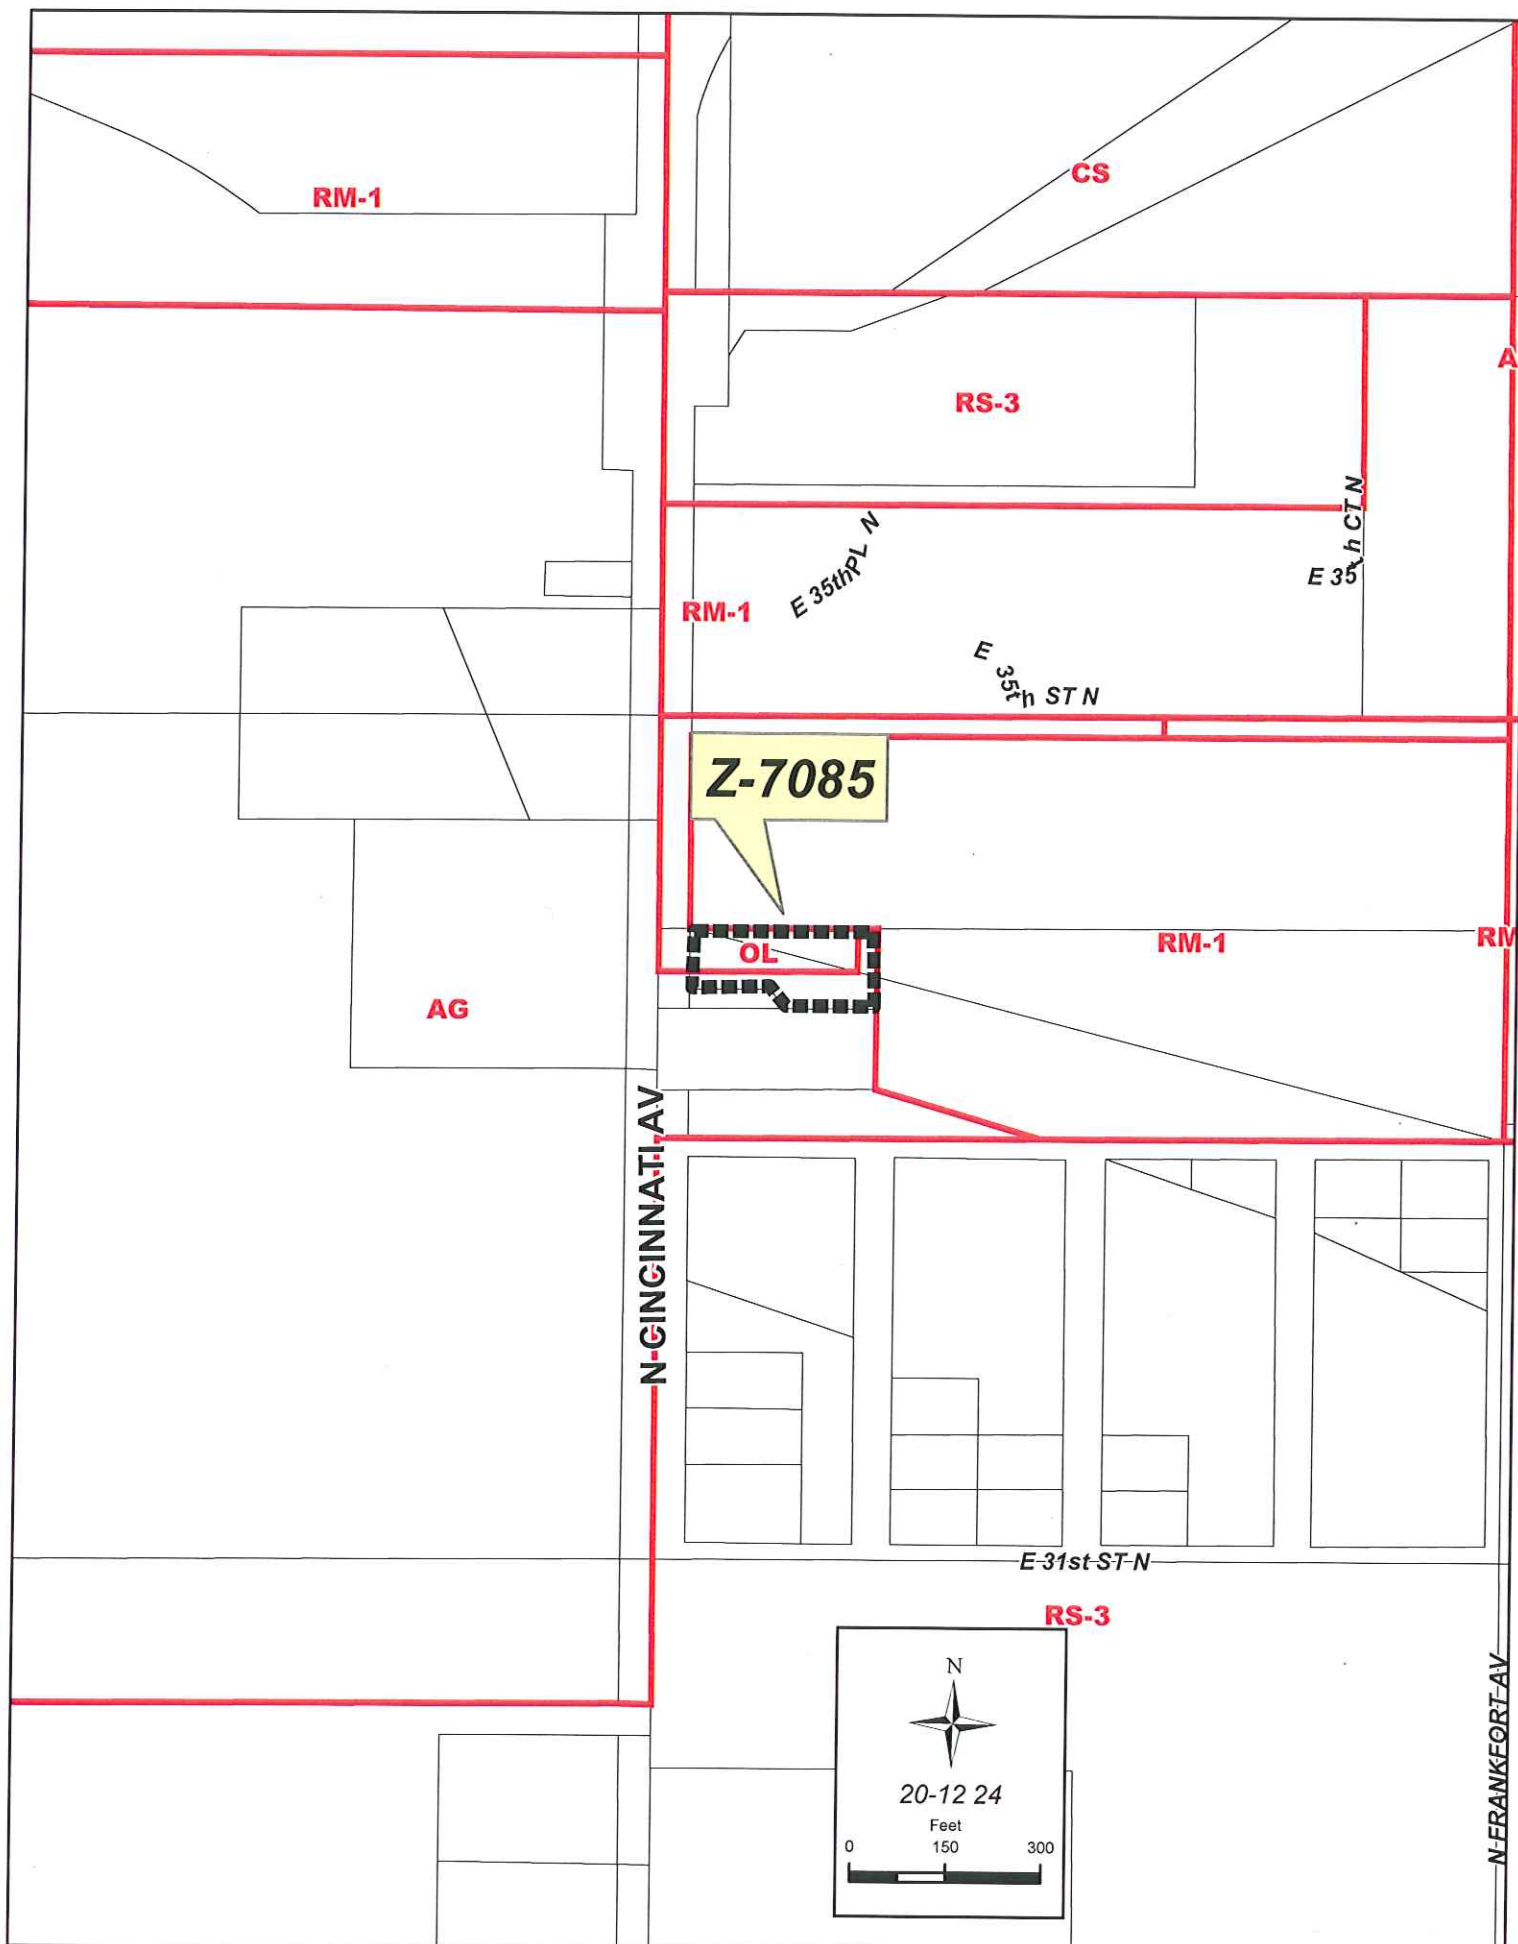 RM-1
CS
A
RS-3
E 35th PL N
E 35th CT N
RM-1
E 35th ST N
Z-7085
OL
RM-1
RM
AG
N CINCINNATI AV
E 31st ST N
RS-3
N
20-12 24
Feet
0 150 300
N FRANKFORT AV